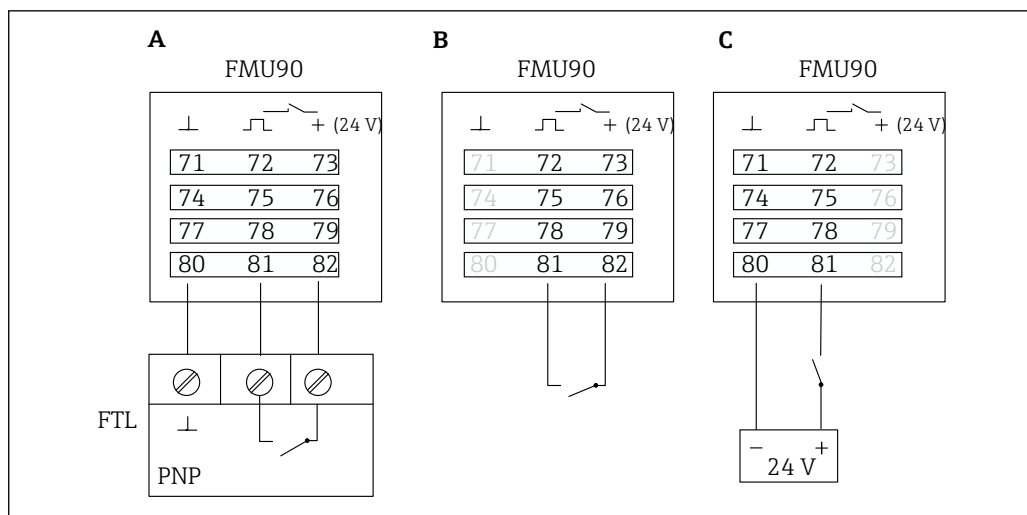 A B C
FMU90 FMU90 FMU90
+ (24 V) + (24 V) + (24 V)
71 72 73 71 72 73 71 72 73
74 75 76 74 75 76 74 75 76
77 78 79 77 78 79 77 78 79
80 81 82 80 81 82 80 81 82
FTL
PNP
- +
24 V